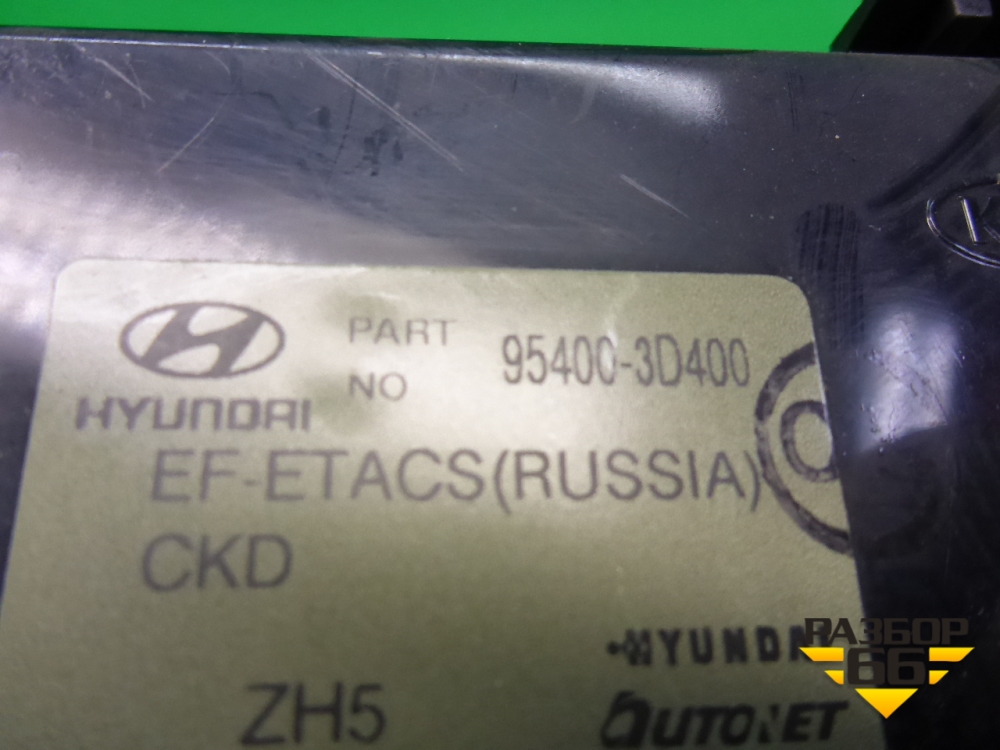 HYUNDAI
PART NO
95400-3D400
EF-ETACS(RUSSIA)
CKD
HYUNDAI
AUTONET
ZH5
РАЗБОР
66